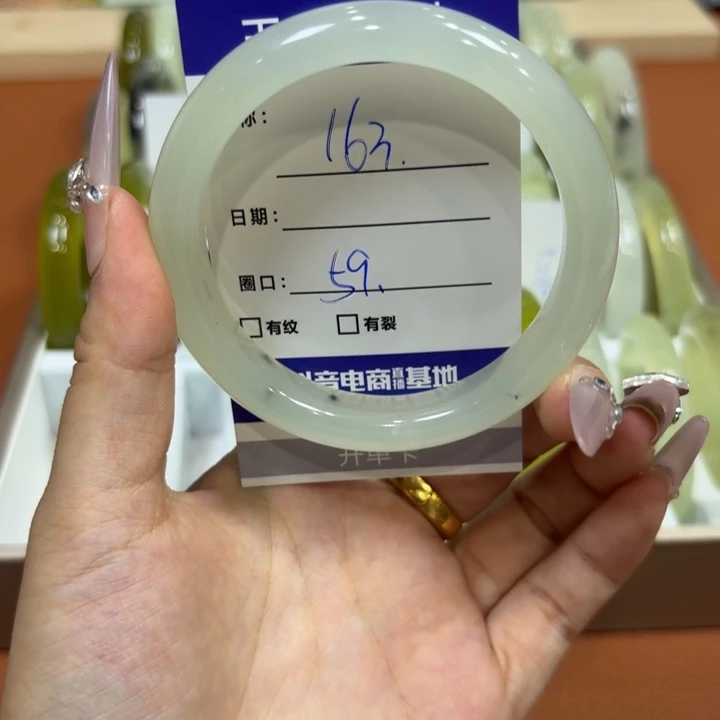 称: 163.
日期:
圈口: 59.
□有纹 □有裂
抖音电商直播基地
开单卡